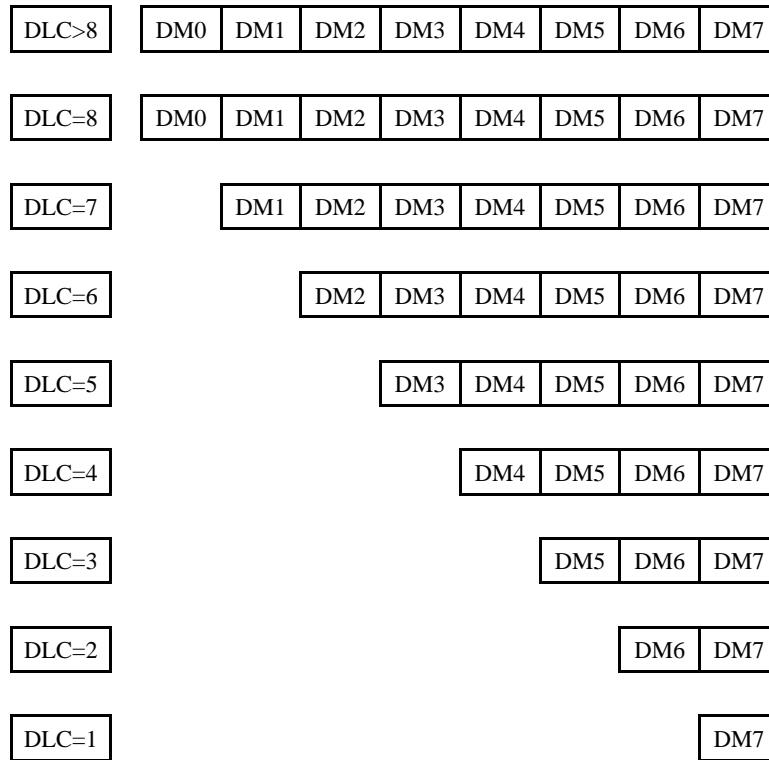 DLC>8 DM0 DM1 DM2 DM3 DM4 DM5 DM6 DM7
DLC=8 DM0 DM1 DM2 DM3 DM4 DM5 DM6 DM7
DLC=7 DM1 DM2 DM3 DM4 DM5 DM6 DM7
DLC=6 DM2 DM3 DM4 DM5 DM6 DM7
DLC=5 DM3 DM4 DM5 DM6 DM7
DLC=4 DM4 DM5 DM6 DM7
DLC=3 DM5 DM6 DM7
DLC=2 DM6 DM7
DLC=1 DM7